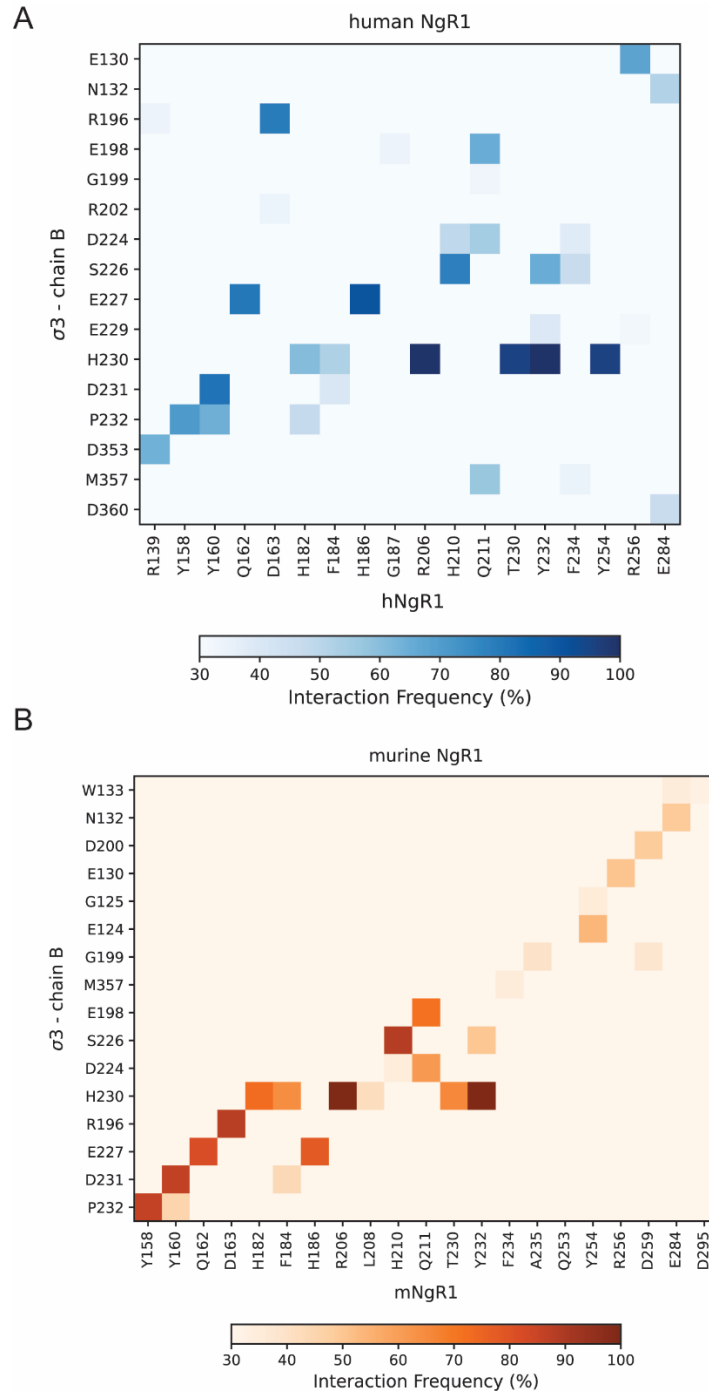 A
human NgR1
E130
N132
R196
E198
G199
R202
D224
S226
E227
E229
H230
D231
P232
D353
M357
D360
σ3 - chain B
R139 Y158 Y160 Q162 D163 H182 F184 H186 G187 R206 H210 Q211 T230 Y232 F234 Y254 R256 E284
hNgR1
30 40 50 60 70 80 90 100
Interaction Frequency (%)
B
murine NgR1
W133
N132
D200
E130
G125
E124
G199
M357
E198
S226
D224
H230
R196
E227
D231
P232
σ3 - chain B
Y158 Y160 Q162 D163 H182 F184 H186 R206 L208 H210 Q211 T230 Y232 F234 A235 Q253 Y254 R256 D259 E284 D295
mNgR1
30 40 50 60 70 80 90 100
Interaction Frequency (%)